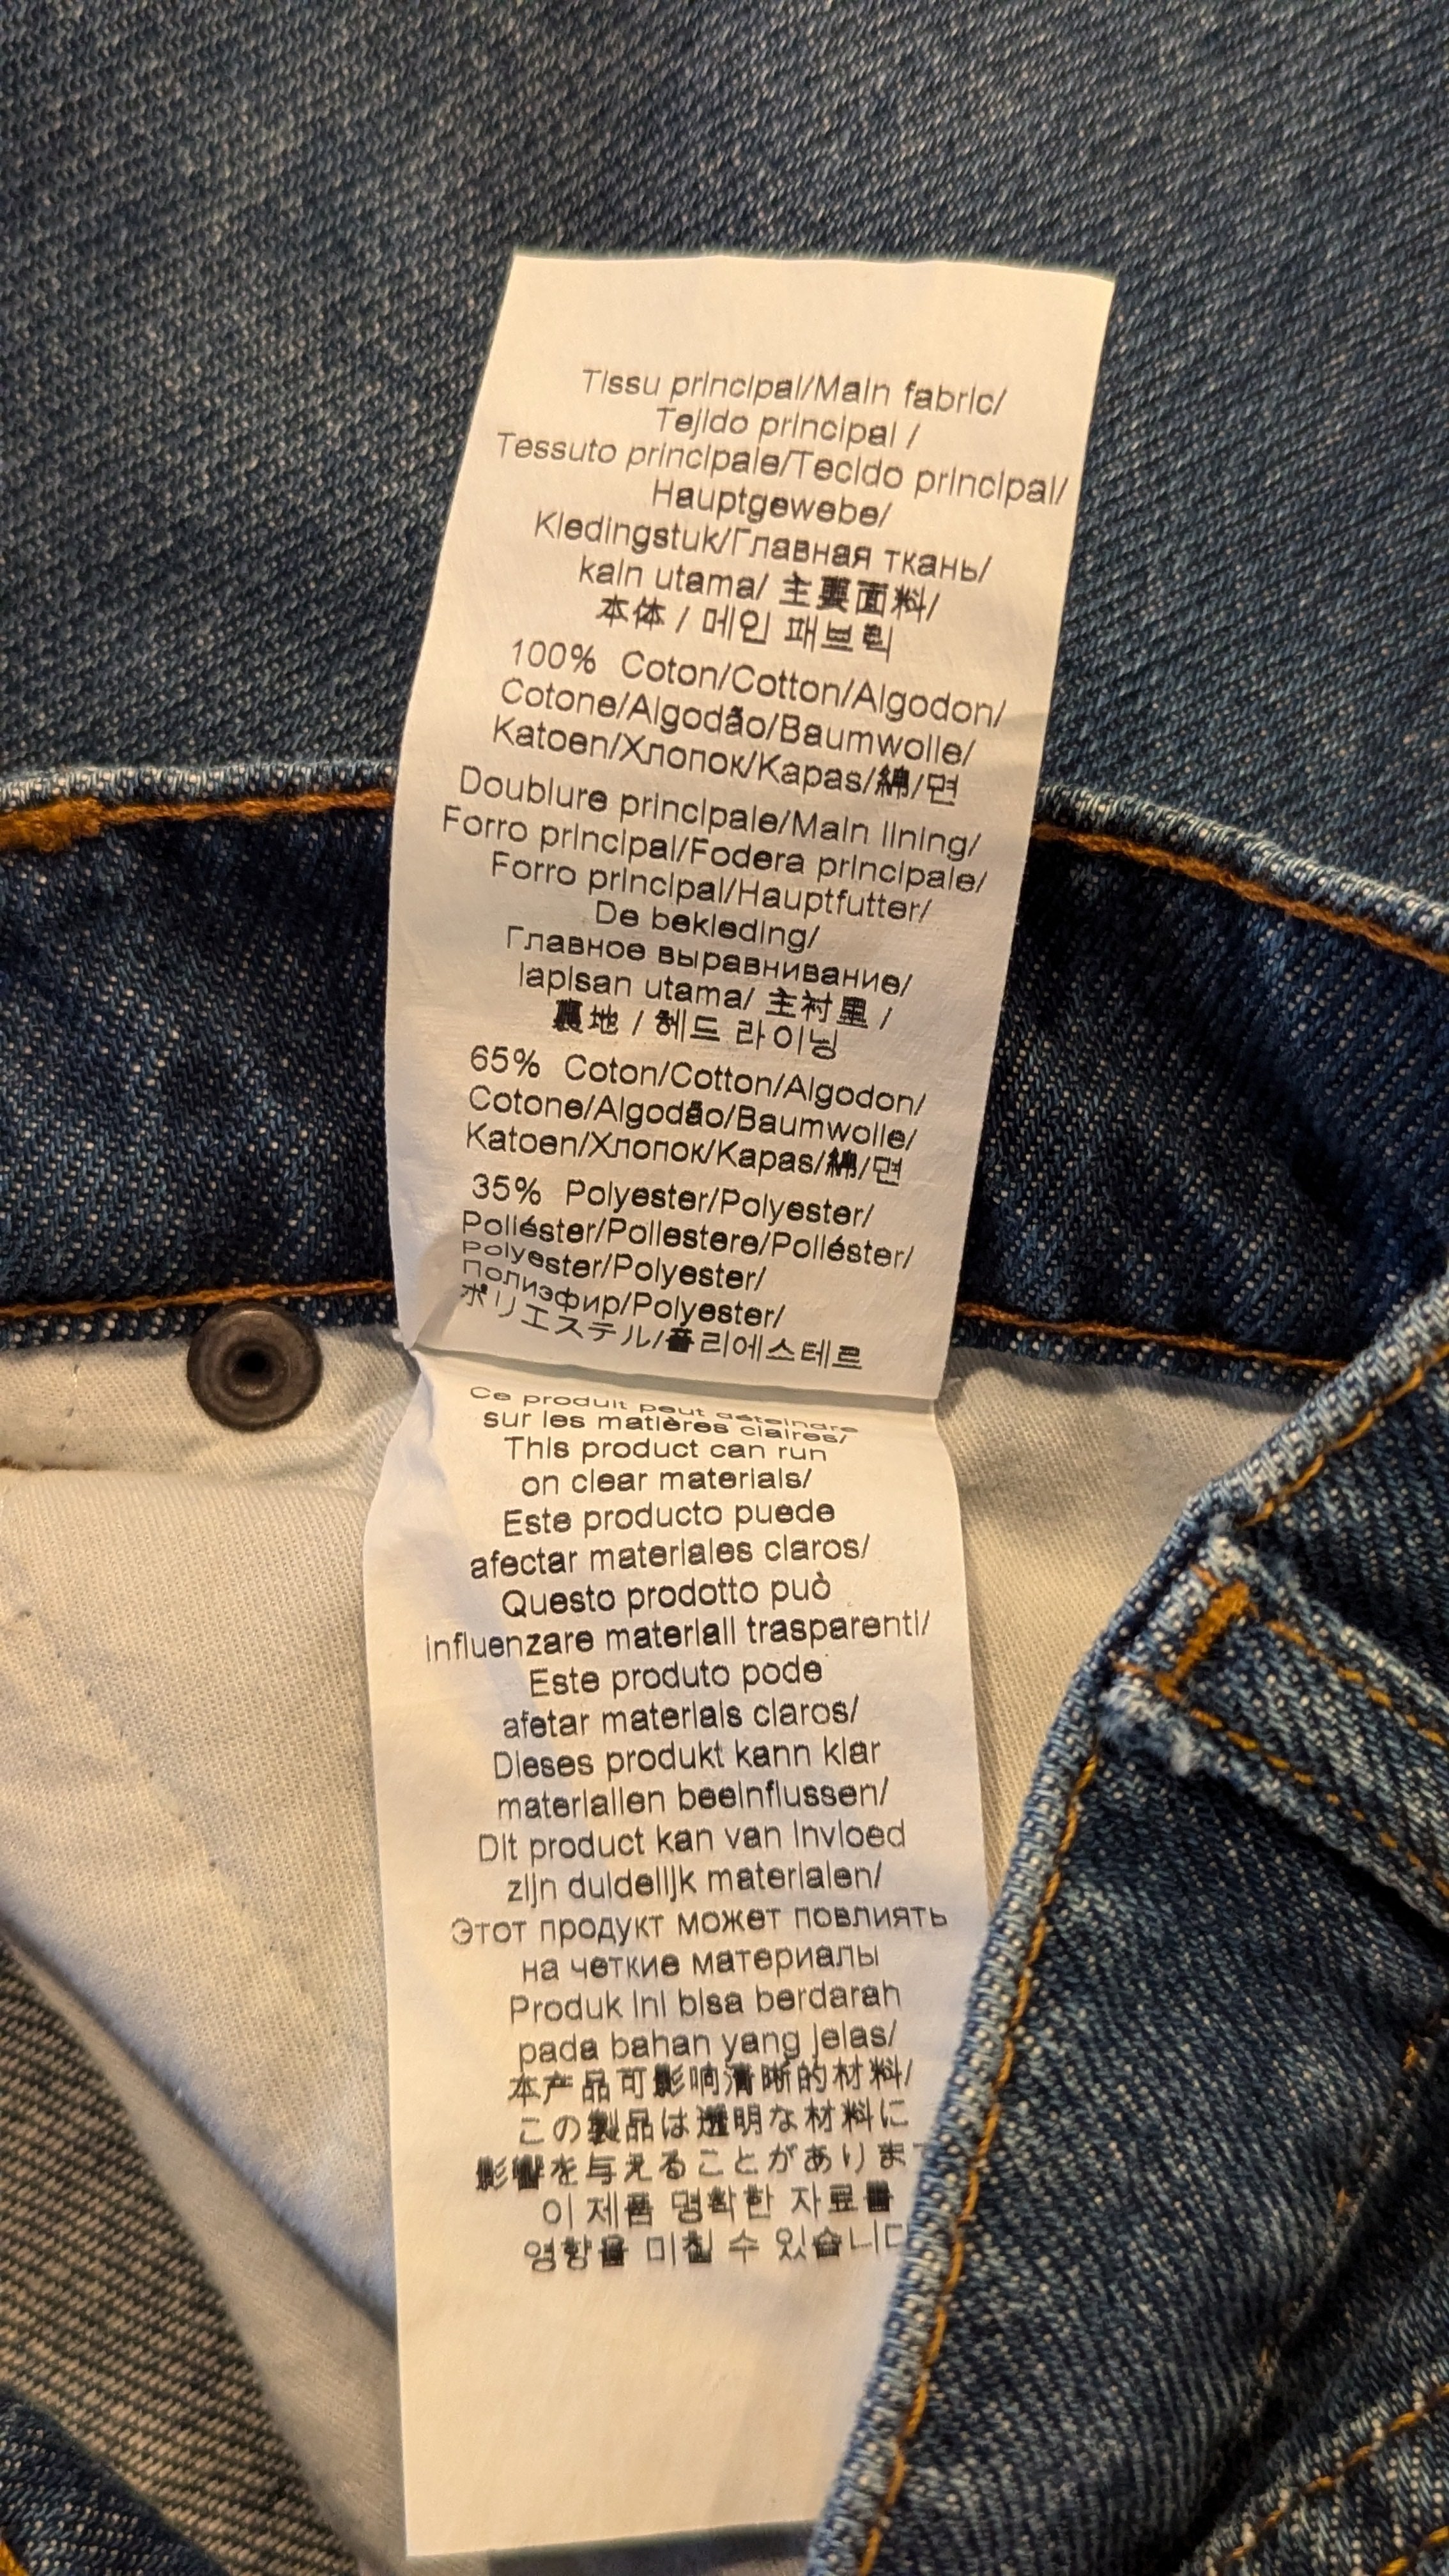 Tissu principal/Main fabric/
Tejido principal /
Tessuto principale/Tecido principal/
Hauptgewebe/
Kledingstuk/Главная ткань/
kain utama/ 主要面料/
本体 / 메인 패브릭
100% Coton/Cotton/Algodon/
Cotone/Algodão/Baumwolle/
Katoen/Хлопок/Kapas/綿/면
Doublure principale/Main lining/
Forro principal/Fodera principale/
Forro principal/Hauptfutter/
De bekleding/
Главное выравнивание/
lapisan utama/ 主衬里 /
裏地 / 헤드 라이닝
65% Coton/Cotton/Algodon/
Cotone/Algodão/Baumwolle/
Katoen/Хлопок/Kapas/綿/면
35% Polyester/Polyester/
Poliéster/Poliestere/Poliéster/
Polyester/Polyester/
Полиэфир/Polyester/
ポリエステル/폴리에스테르
Ce produit peut déteindre
sur les matières claires/
This product can run
on clear materials/
Este producto puede
afectar materiales claros/
Questo prodotto può
influenzare materiali trasparenti/
Este produto pode
afetar materiais claros/
Dieses produkt kann klar
materialien beeinflussen/
Dit product kan van invloed
zijn duidelijk materialen/
Этот продукт может повлиять
на четкие материалы
Produk ini bisa berdarah
pada bahan yang jelas/
本产品可影响清晰的材料/
この製品は透明な材料に
影響を与えることがありま
이 제품 명확한 자료를
영향을 미칠 수 있습니다